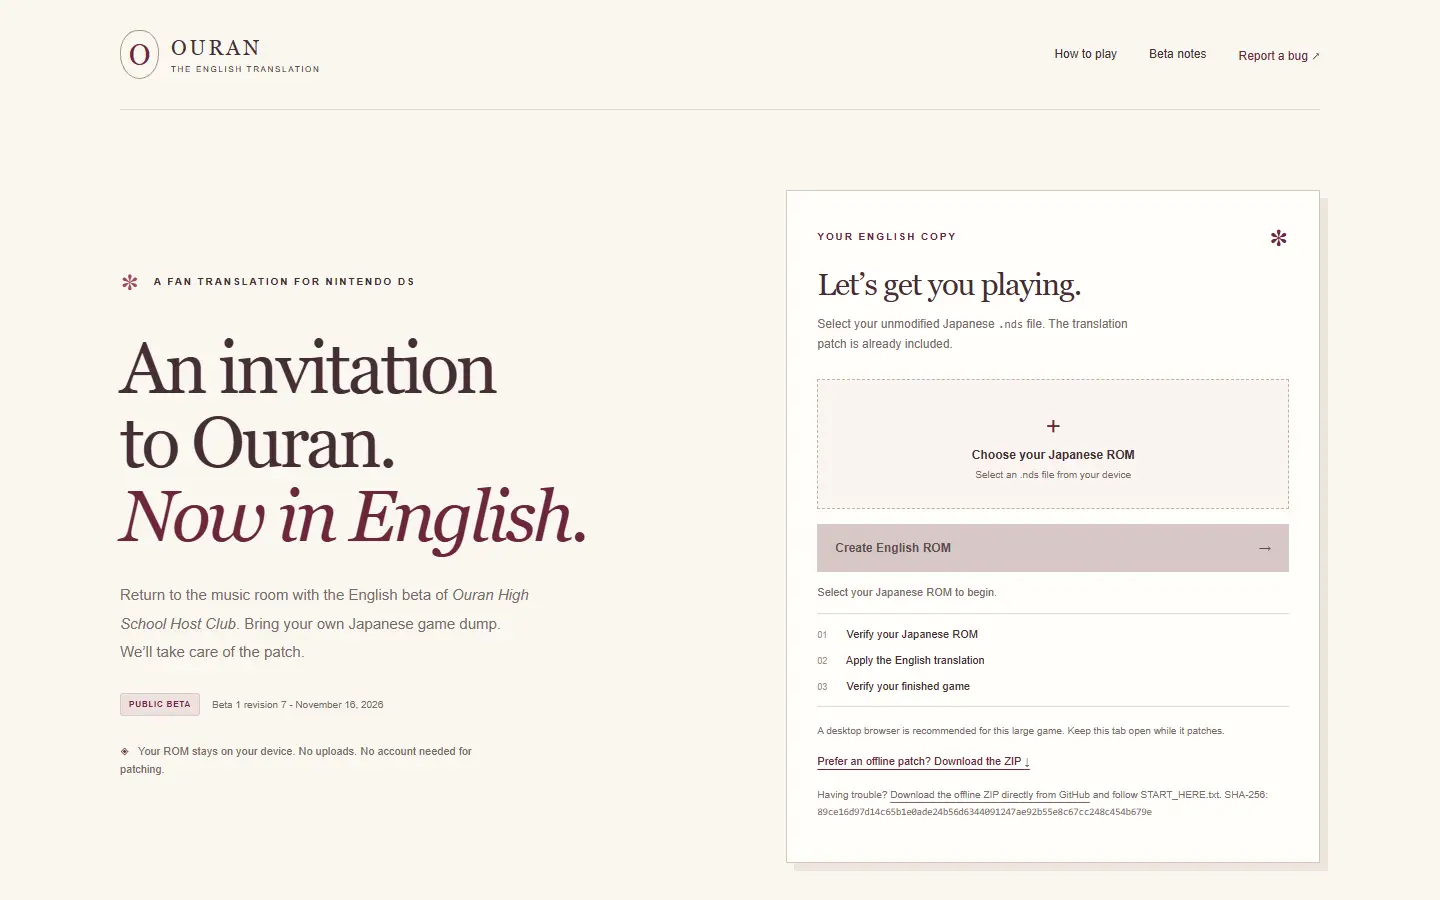 O
OURAN
THE ENGLISH TRANSLATION
How to play
Beta notes
Report a bug ↗
✻ A FAN TRANSLATION FOR NINTENDO DS
An invitation
to Ouran.
Now in English.
Return to the music room with the English beta of Ouran High
School Host Club. Bring your own Japanese game dump.
We’ll take care of the patch.
PUBLIC BETA
Beta 1 revision 7 - November 16, 2026
◈ Your ROM stays on your device. No uploads. No account needed for
patching.
YOUR ENGLISH COPY ✻
Let’s get you playing.
Select your unmodified Japanese .nds file. The translation
patch is already included.
+
Choose your Japanese ROM
Select an .nds file from your device
Create English ROM →
Select your Japanese ROM to begin.
01 Verify your Japanese ROM
02 Apply the English translation
03 Verify your finished game
A desktop browser is recommended for this large game. Keep this tab open while it patches.
Prefer an offline patch? Download the ZIP ↓
Having trouble? Download the offline ZIP directly from GitHub and follow START_HERE.txt. SHA-256:
89ce16d97d14c65b1e0ade24b56d6344091247ae92b55e8c67cc248c454b679e